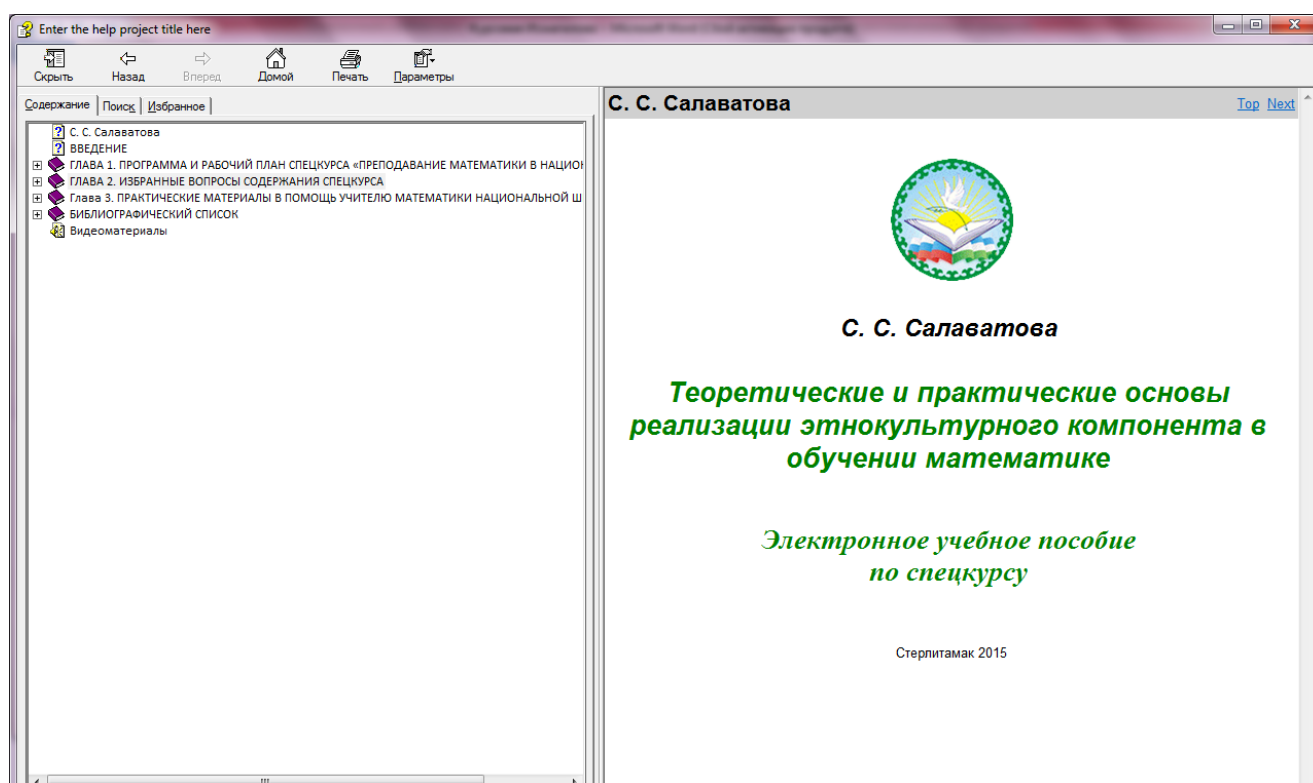 Enter the help project title here
Скрыть Назад Вперед Домой Печать Параметры
Содержание Поиск Избранное
С. С. Салаватова
ВВЕДЕНИЕ
ГЛАВА 1. ПРОГРАММА И РАБОЧИЙ ПЛАН СПЕЦКУРСА «ПРЕПОДАВАНИЕ МАТЕМАТИКИ В НАЦИОН
ГЛАВА 2. ИЗБРАННЫЕ ВОПРОСЫ СОДЕРЖАНИЯ СПЕЦКУРСА
Глава 3. ПРАКТИЧЕСКИЕ МАТЕРИАЛЫ В ПОМОЩЬ УЧИТЕЛЮ МАТЕМАТИКИ НАЦИОНАЛЬНОЙ Ш
БИБЛИОГРАФИЧЕСКИЙ СПИСОК
Видеоматериалы
С. С. Салаватова
Top Next
С. С. Салаватова
Теоретические и практические основы
реализации этнокультурного компонента в
обучении математике
Электронное учебное пособие
по спецкурсу
Стерлитамак 2015